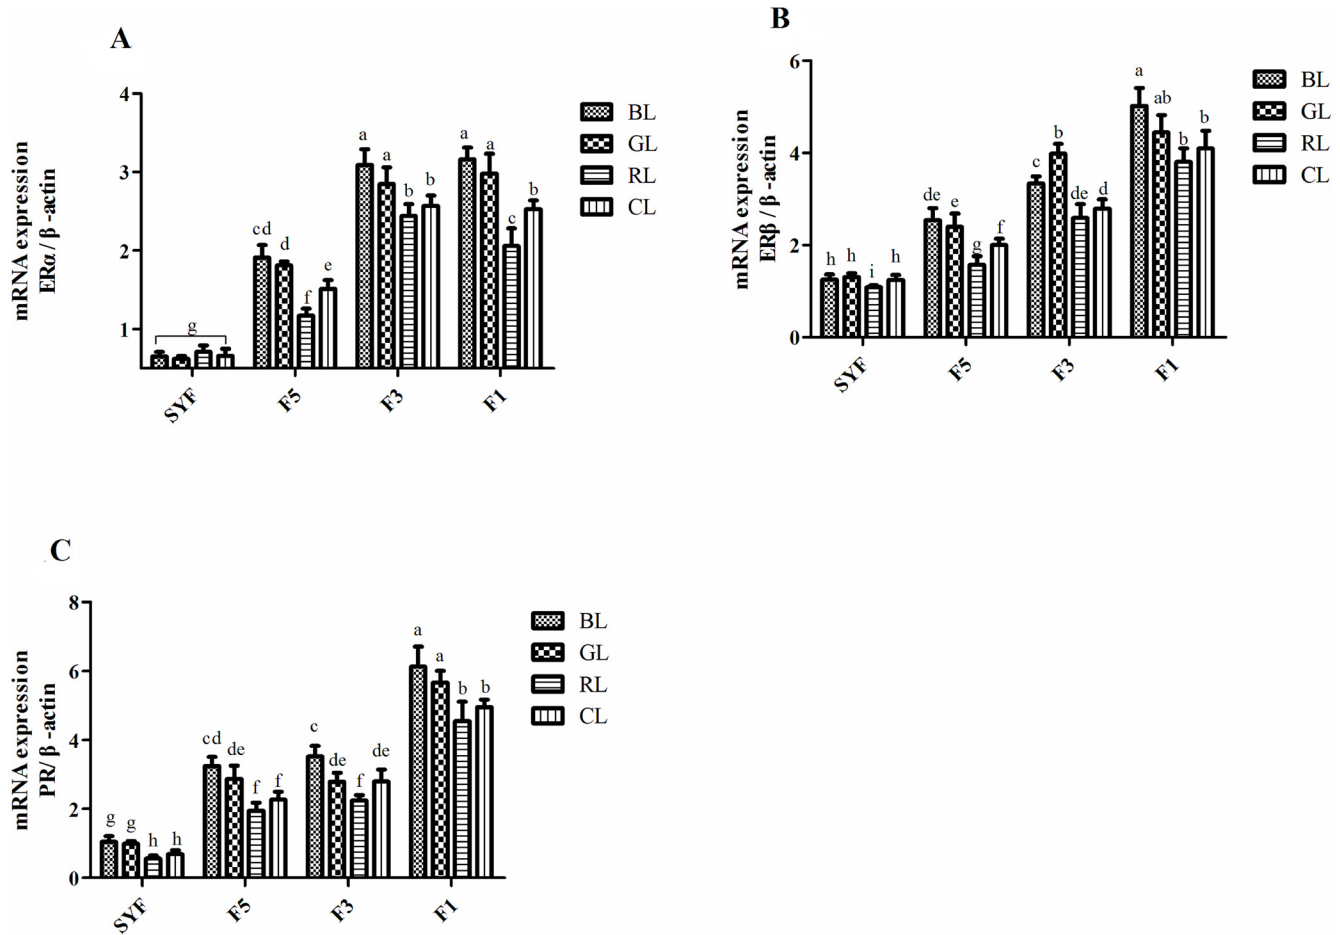 A
mRNA expression
ERα / β -actin
4
3
2
1
g
cd
d
f
e
a
a
b
b
a
a
c
b
SYF
F5
F3
F1
BL
GL
RL
CL
B
mRNA expression
ERβ / β -actin
6
4
2
0
h
h
i
h
de
e
g
f
c
b
de
d
a
ab
b
b
SYF
F5
F3
F1
BL
GL
RL
CL
C
mRNA expression
PR/ β -actin
8
6
4
2
0
g
g
h
h
cd
de
f
f
c
de
f
de
a
a
b
b
SYF
F5
F3
F1
BL
GL
RL
CL